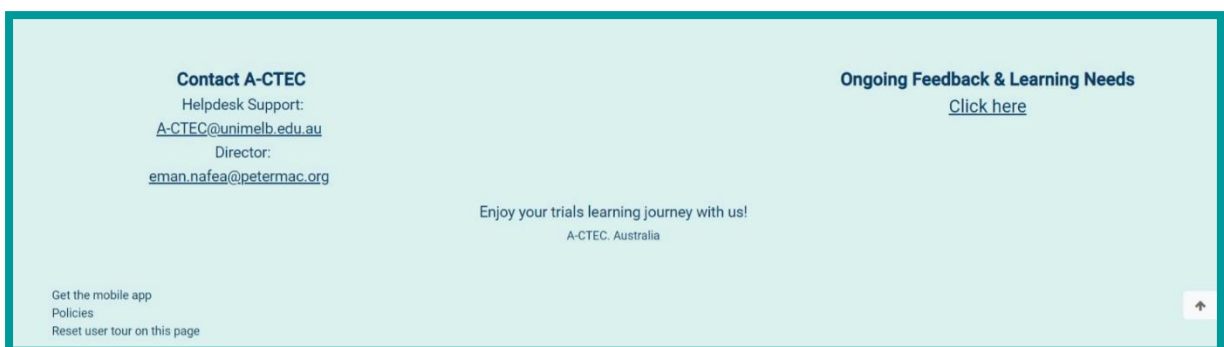 Contact A-CTEC
Helpdesk Support:
A-CTEC@unimelb.edu.au
Director:
eman.nafea@petermac.org
Ongoing Feedback & Learning Needs
Click here
Enjoy your trials learning journey with us!
A-CTEC. Australia
Get the mobile app
Policies
Reset user tour on this page